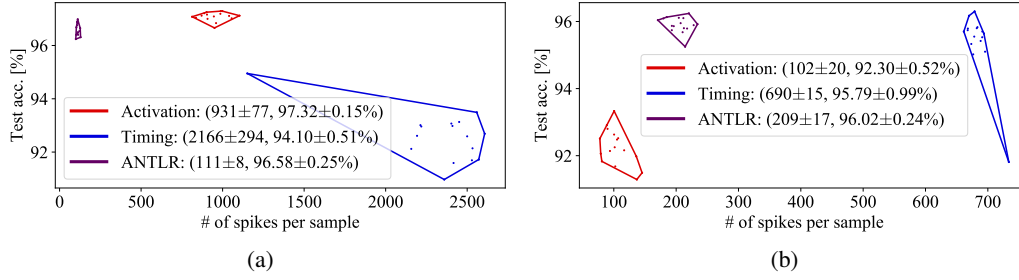 Test acc. [%]
96
94
92
Activation: (931±77, 97.32±0.15%)
Timing: (2166±294, 94.10±0.51%)
ANTLR: (111±8, 96.58±0.25%)
0 500 1000 1500 2000 2500
# of spikes per sample
(a)
Test acc. [%]
96
94
92
Activation: (102±20, 92.30±0.52%)
Timing: (690±15, 95.79±0.99%)
ANTLR: (209±17, 96.02±0.24%)
100 200 300 400 500 600 700
# of spikes per sample
(b)